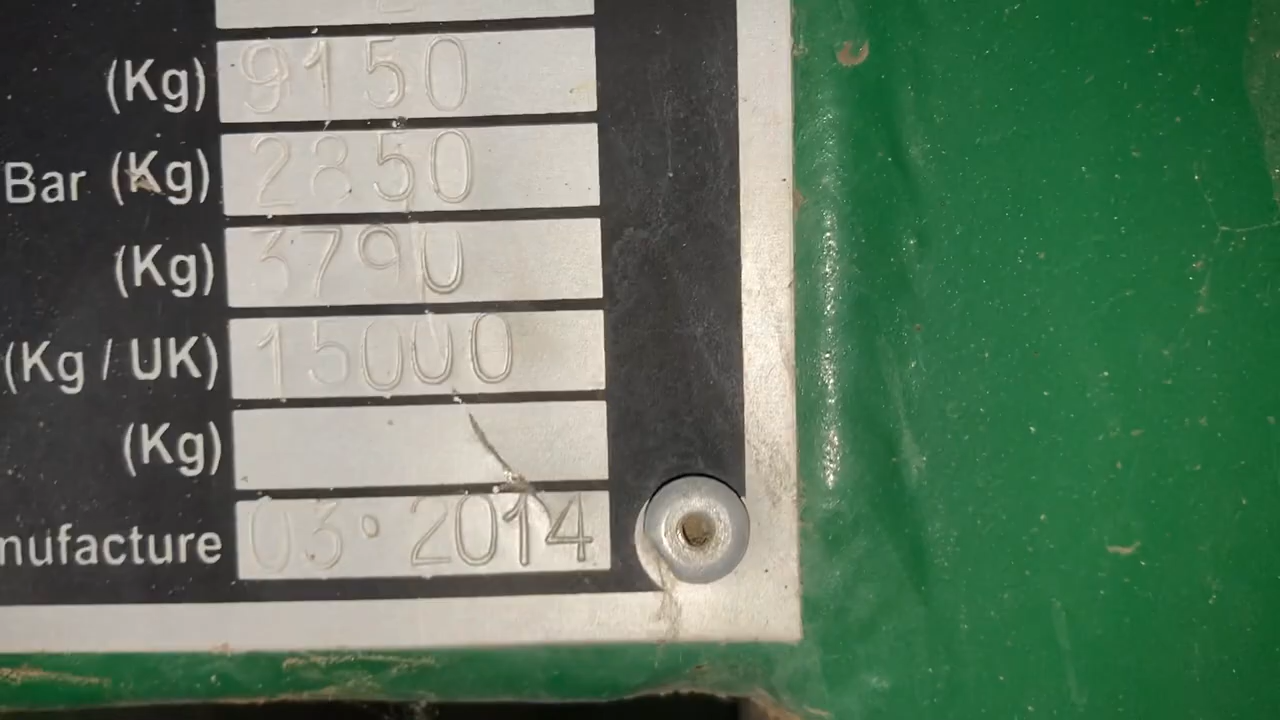 (Kg) 9150
Bar (Kg) 2850
(Kg) 3790
(Kg / UK) 15000
(Kg)
nufacture 03.2014